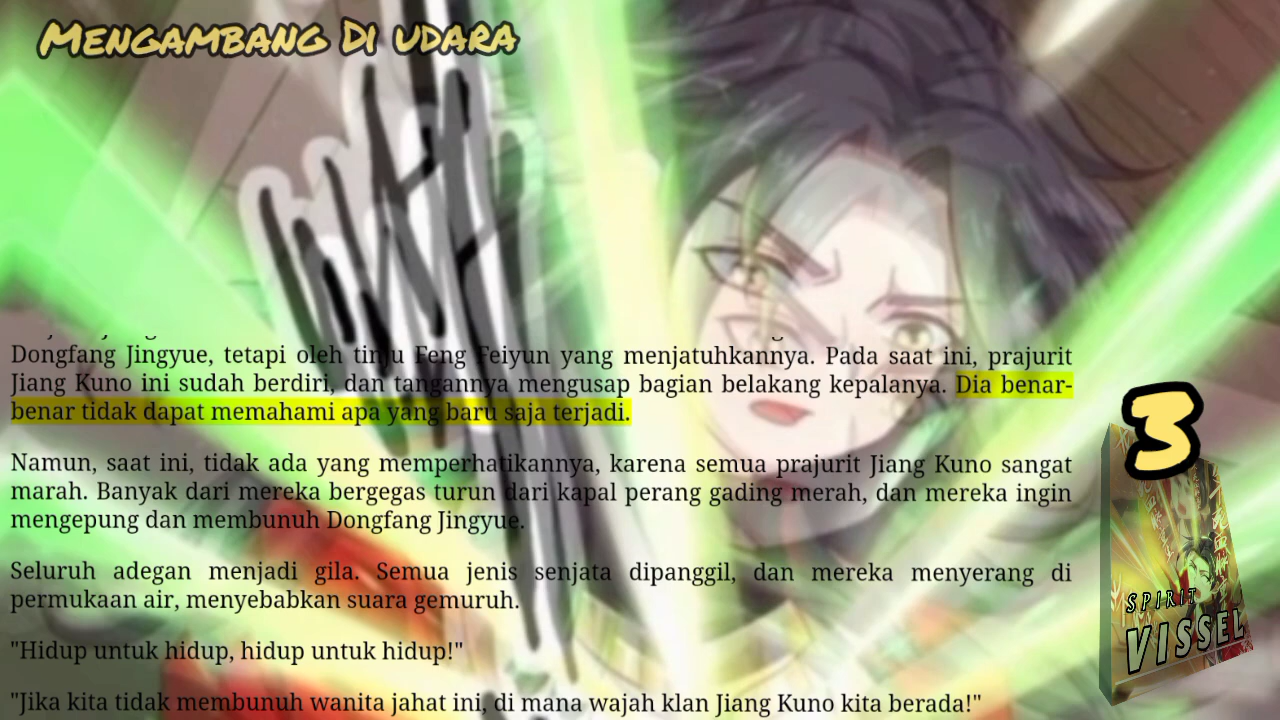 Mengambang Di udara
Dongfang Jingyue, tetapi oleh tinju Feng Feiyun yang menjatuhkannya. Pada saat ini, prajurit
Jiang Kuno ini sudah berdiri, dan tangannya mengusap bagian belakang kepalanya. Dia benar-
benar tidak dapat memahami apa yang baru saja terjadi.
Namun, saat ini, tidak ada yang memperhatikannya, karena semua prajurit Jiang Kuno sangat
marah. Banyak dari mereka bergegas turun dari kapal perang gading merah, dan mereka ingin
mengepung dan membunuh Dongfang Jingyue.
Seluruh adegan menjadi gila. Semua jenis senjata dipanggil, dan mereka menyerang di
permukaan air, menyebabkan suara gemuruh.
"Hidup untuk hidup, hidup untuk hidup!"
"Jika kita tidak membunuh wanita jahat ini, di mana wajah klan Jiang Kuno kita berada!"
3
SPIRIT
VISSEL